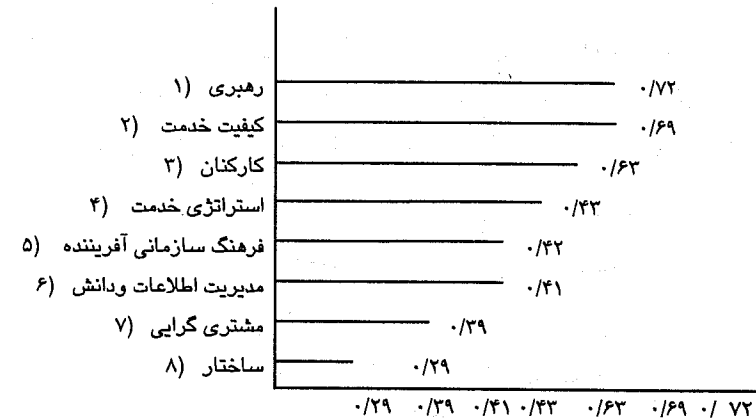 ۱) رهبری ۰/۷۲
۲) کیفیت خدمت ۰/۶۹
۳) کارکنان ۰/۶۳
۴) استراتژی خدمت ۰/۴۳
۵) فرهنگ سازمانی آفریننده ۰/۴۲
۶) مدیریت اطلاعات ودانش ۰/۴۱
۷) مشتری گرایی ۰/۳۹
۸) ساختار ۰/۲۹
۰/۲۹ ۰/۳۹ ۰/۴۱ ۰/۴۳ ۰/۶۳ ۰/۶۹ ۰/ ۷۲